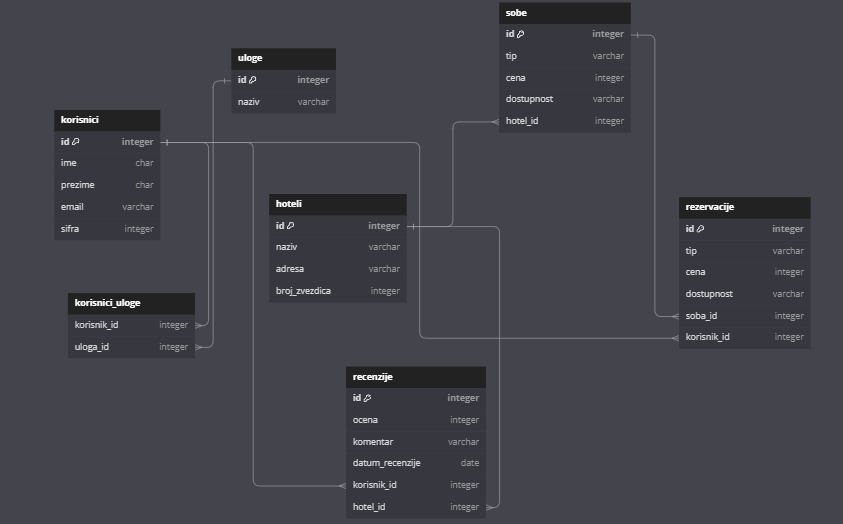 sobe
id integer
tip varchar
cena integer
dostupnost varchar
hotel_id integer
uloge
id integer
naziv varchar
korisnici
id integer
ime char
prezime char
email varchar
sifra integer
hoteli
id integer
naziv varchar
adresa varchar
broj_zvezdica integer
rezervacije
id integer
tip varchar
cena integer
dostupnost varchar
soba_id integer
korisnik_id integer
korisnici_uloge
korisnik_id integer
uloga_id integer
recenzije
id integer
ocena integer
komentar varchar
datum_recenzije date
korisnik_id integer
hotel_id integer